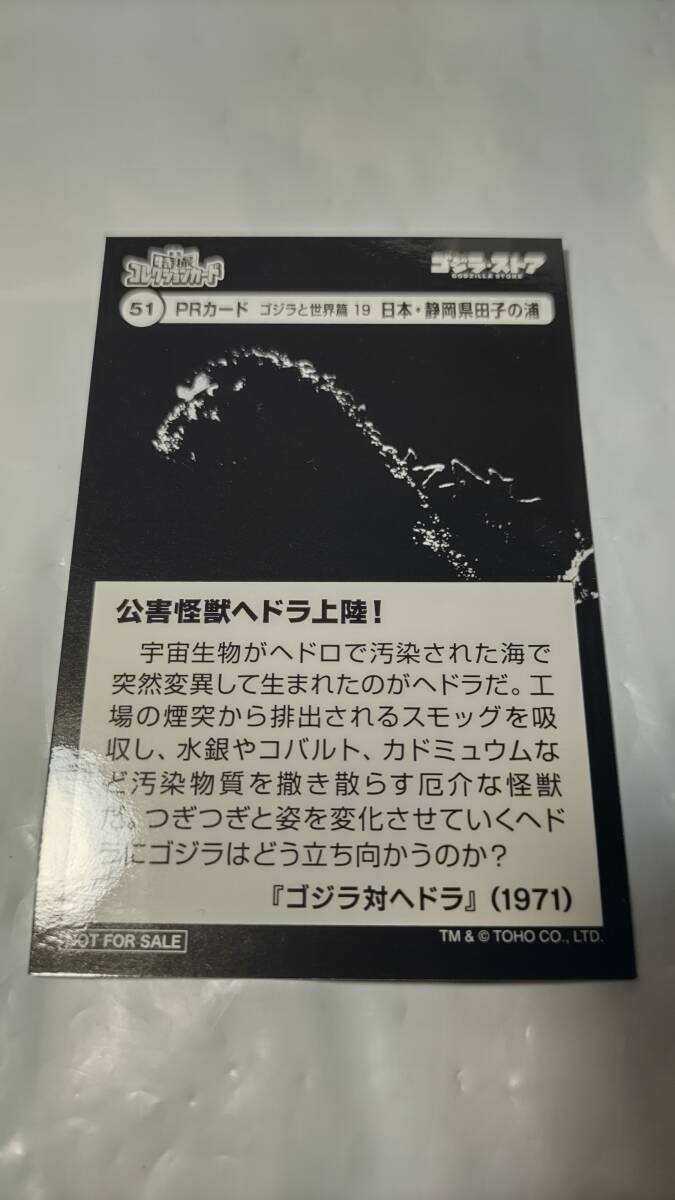 コレクションカード
ゴジラ・ストア
GODZILLA STORE
51 PRカード ゴジラと世界篇 19 日本・静岡県田子の浦
公害怪獣ヘドラ上陸！
宇宙生物がヘドロで汚染された海で
突然変異して生まれたのがヘドラだ。工
場の煙突から排出されるスモッグを吸
収し、水銀やコバルト、カドミュウムな
ど汚染物質を撒き散らす厄介な怪獣
だ。つぎつぎと姿を変化させていくヘド
ラにゴジラはどう立ち向かうのか？
『ゴジラ対ヘドラ』（1971）
NOT FOR SALE
TM & © TOHO CO., LTD.